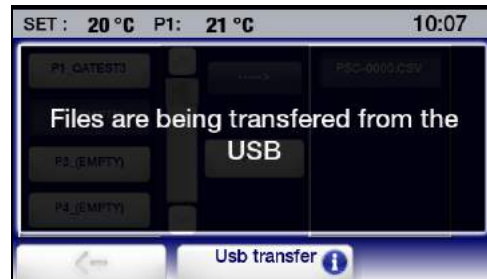 SET : 20 °C P1: 21 °C 10:07
P1_QATEST3
----->
PSC-0000.CSV
Files are being transfered from the
USB
P3_(EMPTY)
P4_(EMPTY)
Usb transfer